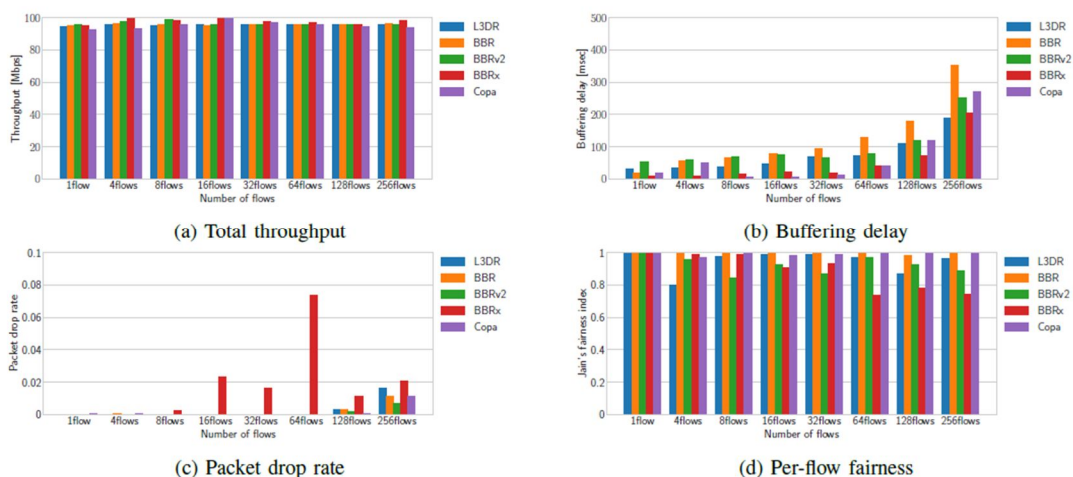 100
80
60
40
20
0
Throughput [Mbps]
1flow 4flows 8flows 16flows 32flows 64flows 128flows 256flows
Number of flows
L3DR
BBR
BBRv2
BBRx
Copa
(a) Total throughput
500
400
300
200
100
0
Buffering delay [msec]
1flow 4flows 8flows 16flows 32flows 64flows 128flows 256flows
Number of flows
L3DR
BBR
BBRv2
BBRx
Copa
(b) Buffering delay
0.1
0.08
0.06
0.04
0.02
0
Packet drop rate
1flow 4flows 8flows 16flows 32flows 64flows 128flows 256flows
Number of flows
L3DR
BBR
BBRv2
BBRx
Copa
(c) Packet drop rate
1
0.8
0.6
0.4
0.2
0
Jain's fairness index
1flow 4flows 8flows 16flows 32flows 64flows 128flows 256flows
Number of flows
L3DR
BBR
BBRv2
BBRx
Copa
(d) Per-flow fairness